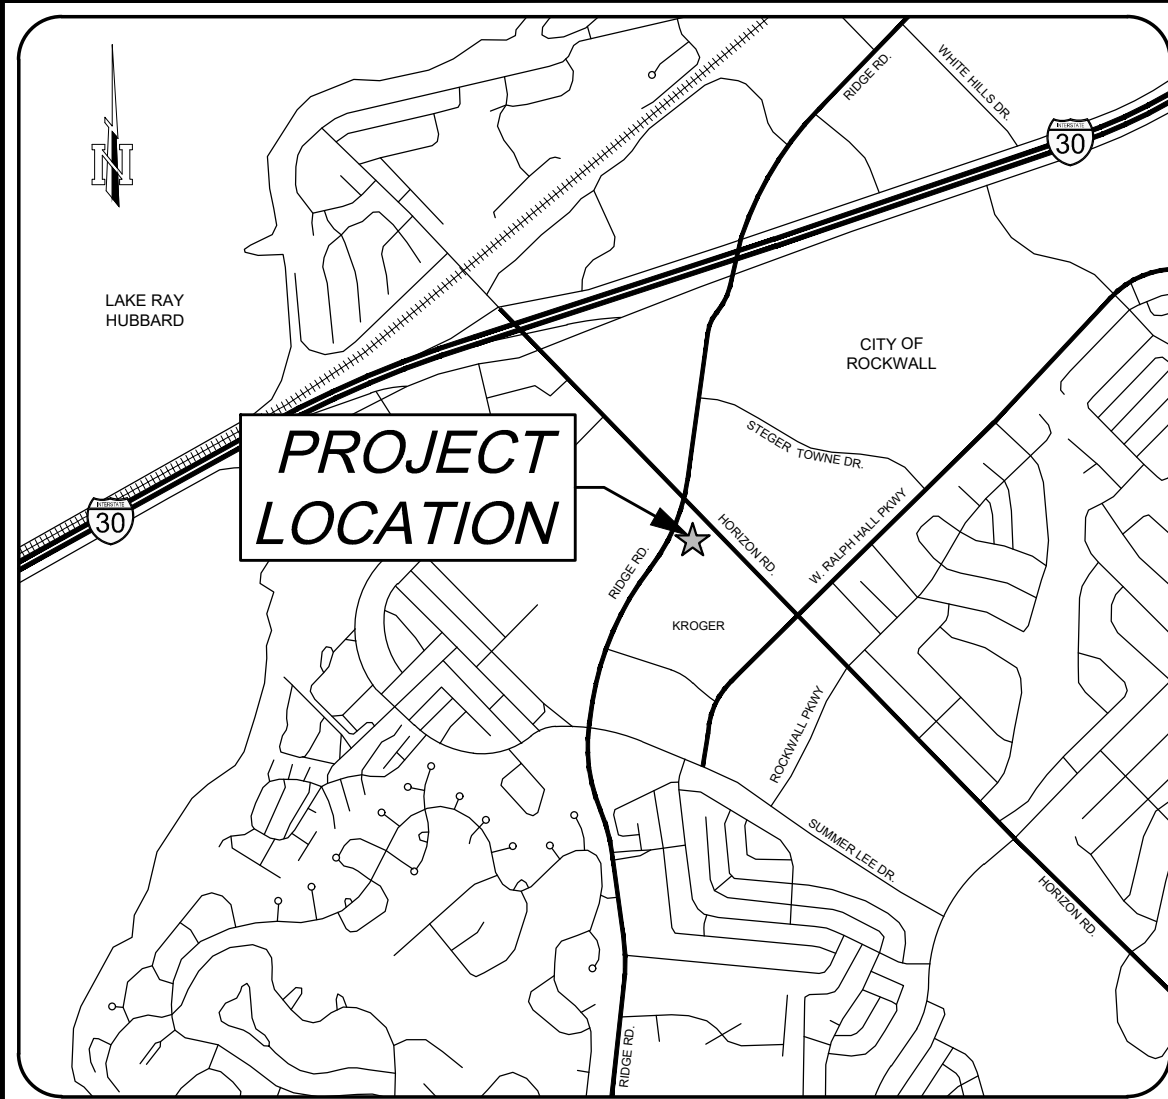 RIDGE RD.
WHITE HILLS DR.
INTERSTATE
30
N
LAKE RAY
HUBBARD
CITY OF
ROCKWALL
PROJECT
LOCATION
STEGER TOWNE DR.
INTERSTATE
30
HORIZON RD.
W. RALPH HALL PKWY
RIDGE RD.
KROGER
ROCKWALL PKWY
SUMMER LEE DR.
HORIZON RD.
RIDGE RD.